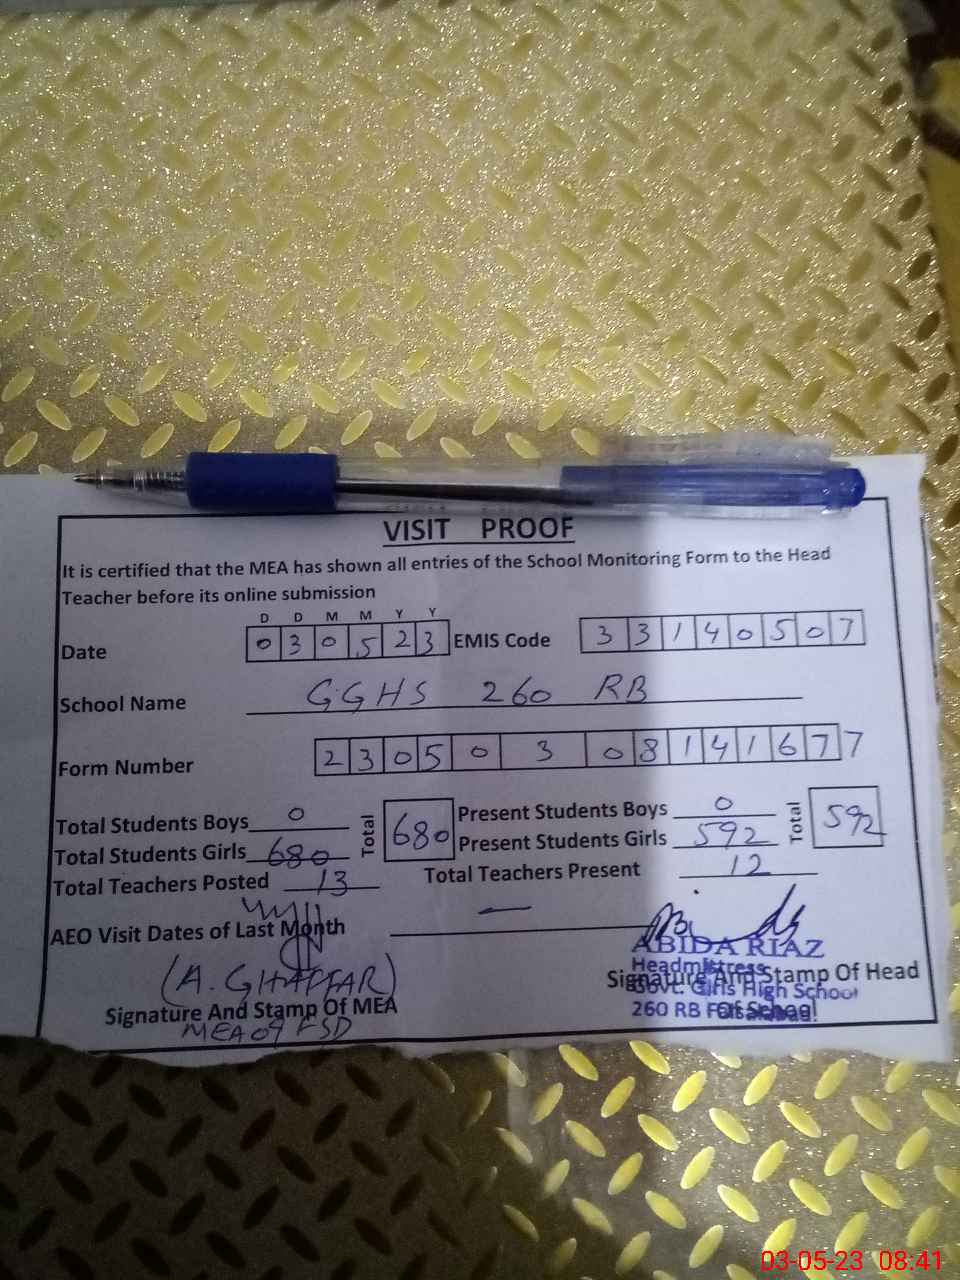 VISIT PROOF
It is certified that the MEA has shown all entries of the School Monitoring Form to the Head
Teacher before its online submission
D D M M Y Y
Date 0 3 0 5 2 3 EMIS Code 3 3 1 4 0 5 0 7
School Name GGHS 260 RB
Form Number 2 3 0 5 0 3 0 8 1 4 1 6 7 7
Total Students Boys 0 Total 680 Present Students Boys 0 Total 592
Total Students Girls 680 Present Students Girls 592
Total Teachers Posted 13 Total Teachers Present 12
AEO Visit Dates of Last Month —
(A. GHAFFAR)
ABIDA RIAZ
Headmistress
Signature And Stamp Of Head
Govt. Girls High School
Signature And Stamp Of MEA
260 RB Faisalabad.
Of School
MEA 09 FSD
03-05-23 08:41